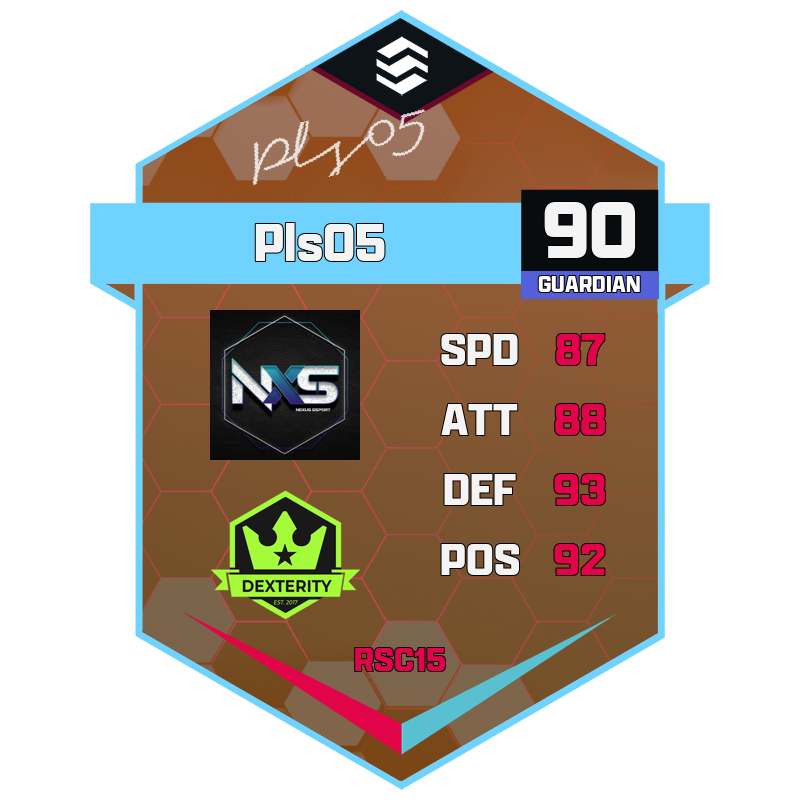 pls05
Pls05
90
GUARDIAN
NXS
NEXUS ESPORT
SPD 87
ATT 88
DEF 93
POS 92
DEXTERITY
EST. 2017
RSC15